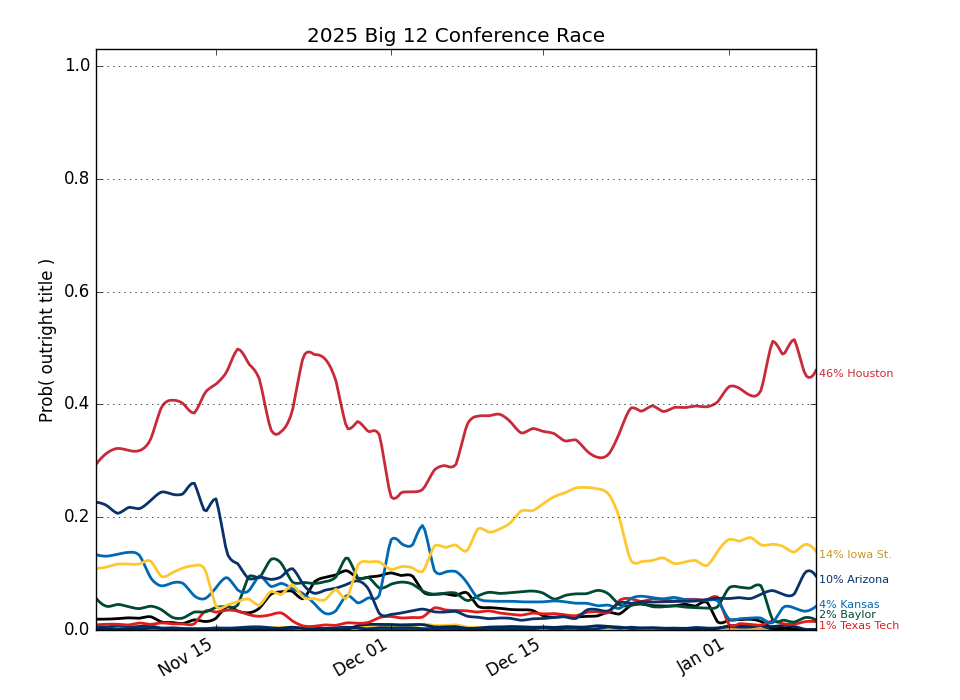 2025 Big 12 Conference Race
Prob( outright title )
1.0
0.8
0.6
0.4
0.2
0.0
46% Houston
14% Iowa St.
10% Arizona
4% Kansas
2% Baylor
1% Texas Tech
Nov 15
Dec 01
Dec 15
Jan 01